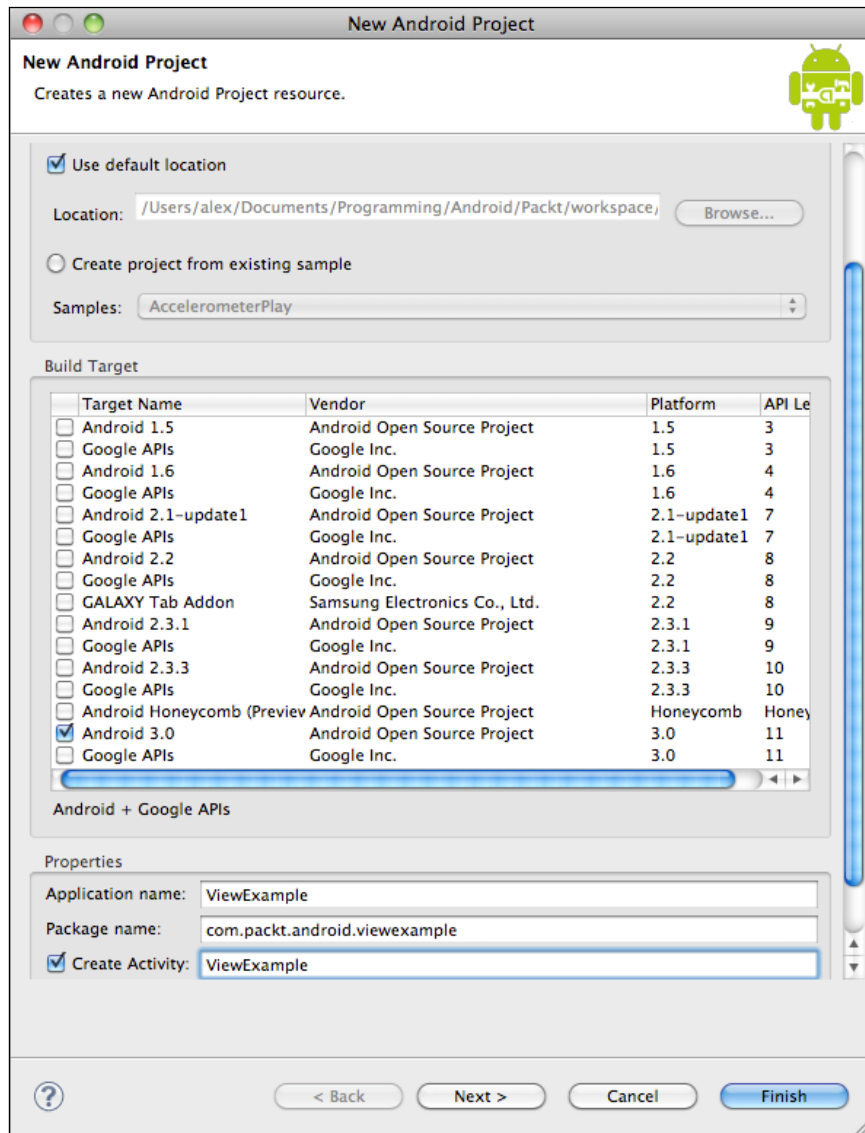 New Android Project
New Android Project
Creates a new Android Project resource.
Use default location
Location: /Users/alex/Documents/Programming/Android/Packt/workspace/ Browse...
Create project from existing sample
Samples: AccelerometerPlay
Build Target
Target Name Vendor Platform API Le
Android 1.5 Android Open Source Project 1.5 3
Google APIs Google Inc. 1.5 3
Android 1.6 Android Open Source Project 1.6 4
Google APIs Google Inc. 1.6 4
Android 2.1-update1 Android Open Source Project 2.1-update1 7
Google APIs Google Inc. 2.1-update1 7
Android 2.2 Android Open Source Project 2.2 8
Google APIs Google Inc. 2.2 8
GALAXY Tab Addon Samsung Electronics Co., Ltd. 2.2 8
Android 2.3.1 Android Open Source Project 2.3.1 9
Google APIs Google Inc. 2.3.1 9
Android 2.3.3 Android Open Source Project 2.3.3 10
Google APIs Google Inc. 2.3.3 10
Android Honeycomb (Preview Android Open Source Project Honeycomb Honey
Android 3.0 Android Open Source Project 3.0 11
Google APIs Google Inc. 3.0 11
Android + Google APIs
Properties
Application name: ViewExample
Package name: com.packt.android.viewexample
Create Activity: ViewExample
? < Back Next > Cancel Finish